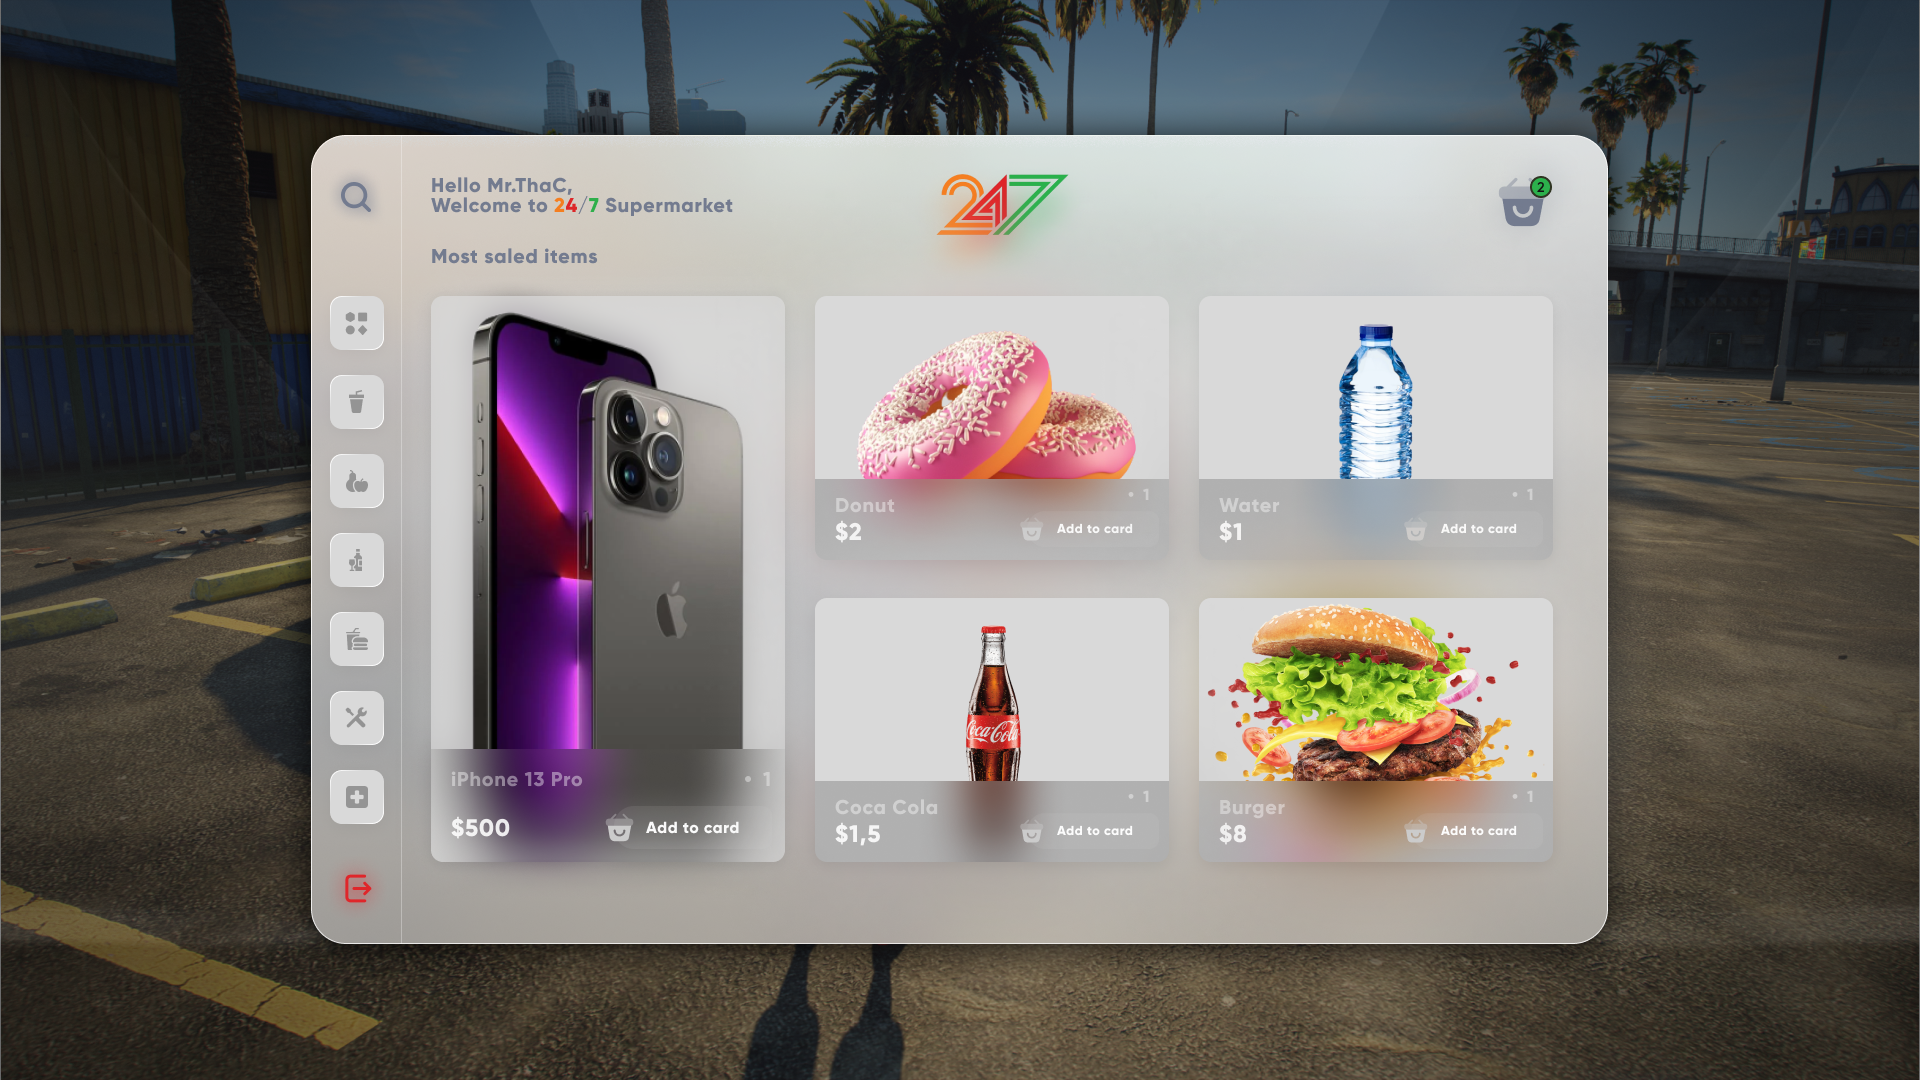 Hello Mr.ThaC,
Welcome to 24/7 Supermarket
247
2
Most saled items
iPhone 13 Pro
• 1
$500
Add to card
Donut
• 1
$2
Add to card
Water
• 1
$1
Add to card
Coca-Cola
Coca Cola
• 1
$1,5
Add to card
Burger
• 1
$8
Add to card